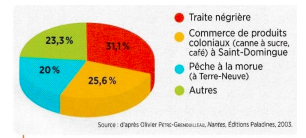 23,3 %
31,1 %
20 %
25,6 %
Traite négrière
Commerce de produits
coloniaux (canne à sucre,
café) à Saint-Domingue
Pêche à la morue
(à Terre-Neuve)
Autres
Source : d'après Olivier PÉTRÉ-GRENOUILLEAU, Nantes, Éditions Palatines, 2003.